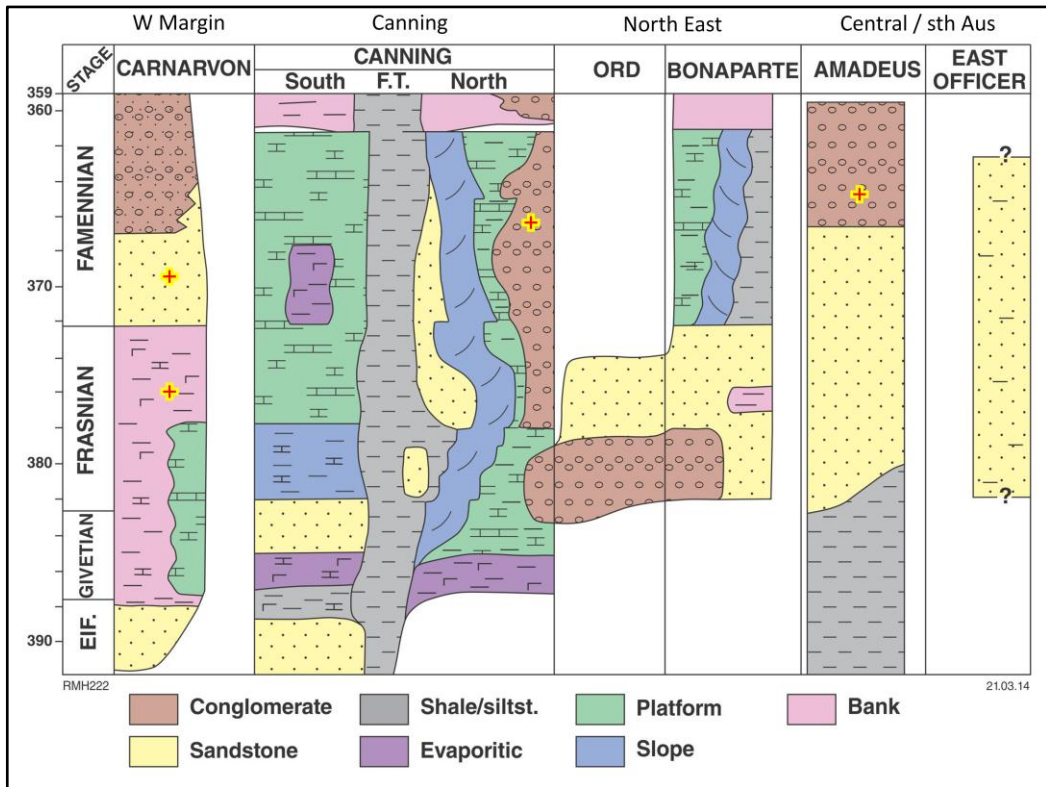 W Margin Canning North East Central / sth Aus
STAGE CARNARVON CANNING ORD BONAPARTE AMADEUS EAST OFFICER
South F.T. North
359
360
370
380
390
FAMENNIAN
FRASNIAN
GIVETIAN
EIF.
?
?
RMH222 21.03.14
Conglomerate Shale/siltst. Platform Bank
Sandstone Evaporitic Slope